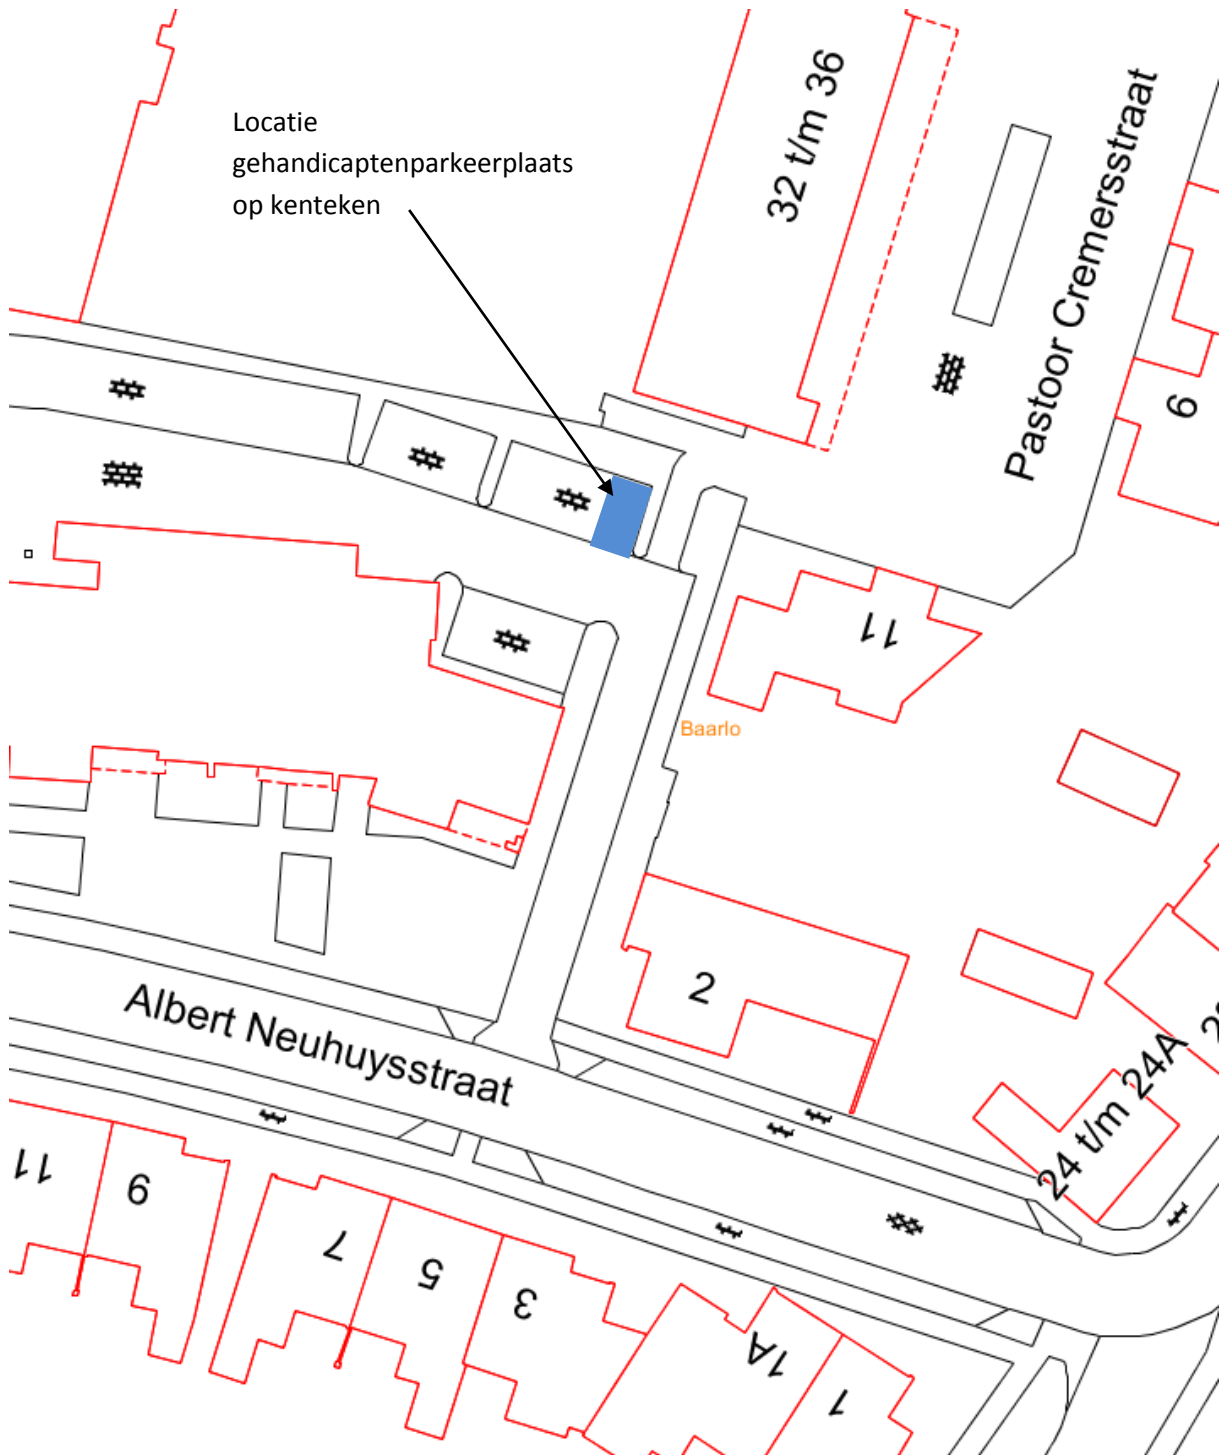 Locatie
gehandicaptenparkeerplaats
op kenteken
32 t/m 36
Pastoor Cremersstraat
6
11
Baarlo
2
Albert Neuhuysstraat
24 t/m 24A
11
9
7
5
3
1A
1